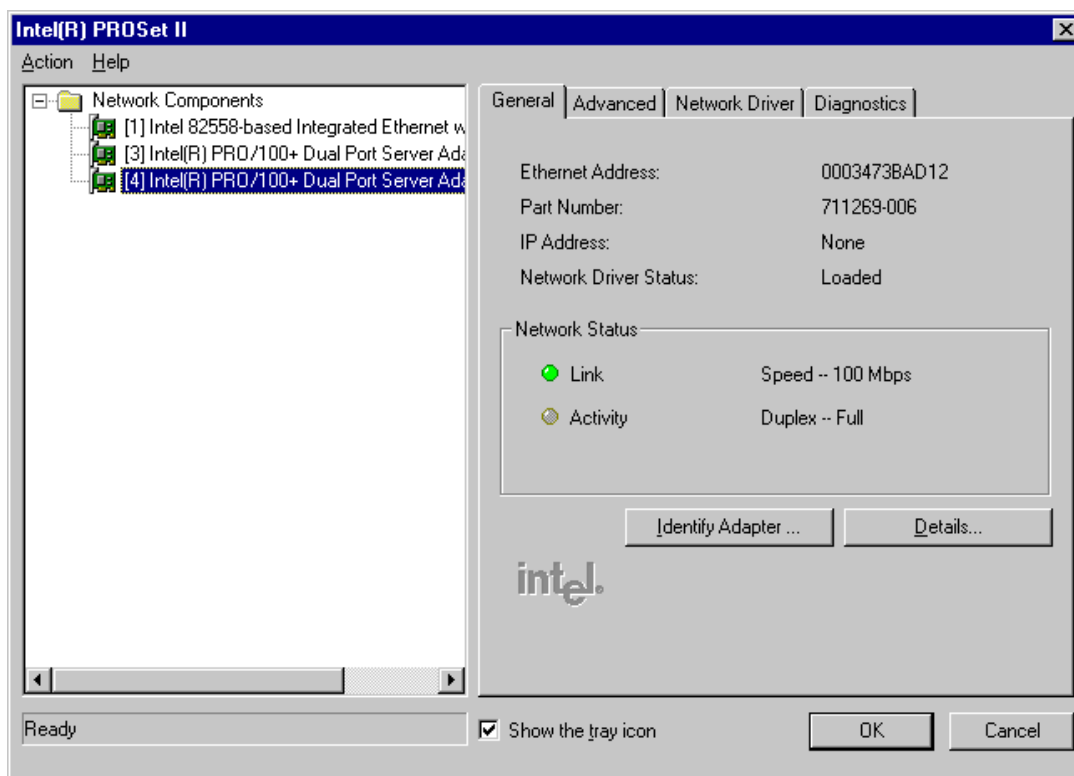 Intel(R) PROSet II
Action Help
Network Components
[1] Intel 82558-based Integrated Ethernet w
[3] Intel(R) PRO/100+ Dual Port Server Ada
[4] Intel(R) PRO/100+ Dual Port Server Ada
General Advanced Network Driver Diagnostics
Ethernet Address: 0003473BAD12
Part Number: 711269-006
IP Address: None
Network Driver Status: Loaded
Network Status
Link Speed -- 100 Mbps
Activity Duplex -- Full
Identify Adapter ... Details...
intel®
Ready
Show the tray icon
OK Cancel